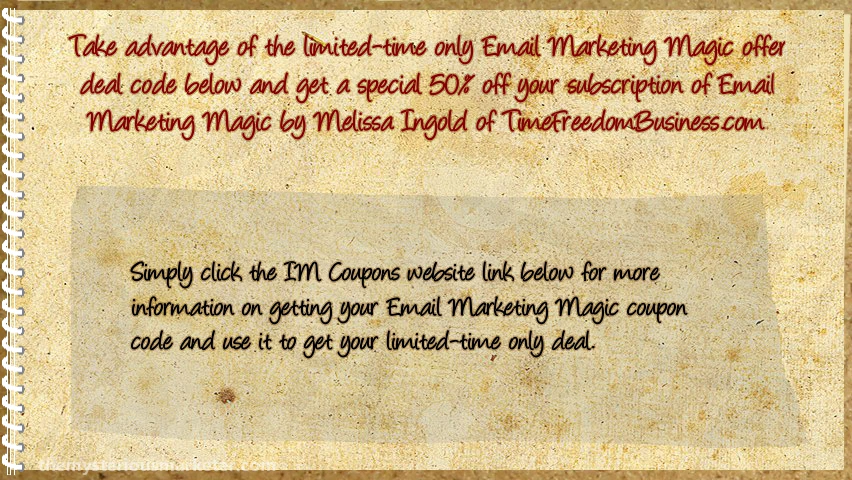 Take advantage of the limited-time only Email Marketing Magic offer
deal code below and get a special 50% off your subscription of Email
Marketing Magic by Melissa Ingold of TimeFreedomBusiness.com.
Simply click the IM Coupons website link below for more
information on getting your Email Marketing Magic coupon
code and use it to get your limited-time only deal.
themysteriousmarketer.com